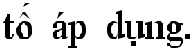 tố áp dụng.